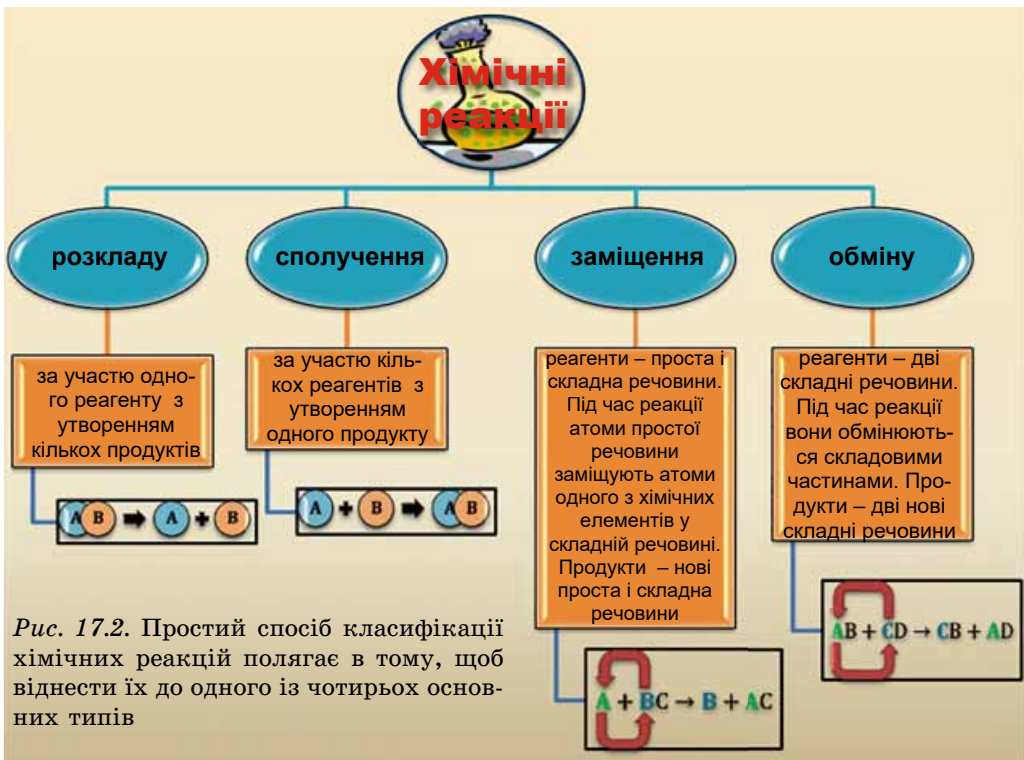 Хімічні
реакції
розкладу
сполучення
заміщення
обміну
за участю одно-
го реагенту з
утворенням
кількох продуктів
за участю кіль-
кох реагентів з
утворенням
одного продукту
реагенти – проста і
складна речовини.
Під час реакції
атоми простої
речовини
заміщують атоми
одного з хімічних
елементів у
складній речовині.
Продукти – нові
проста і складна
речовини
реагенти – дві
складні речовини.
Під час реакції
вони обмінюють-
ся складовими
частинами. Про-
дукти – дві нові
складні речовини
A B ➡ A + B
A + B ➡ A B
A + BC → B + AC
AB + CD → CB + AD
Рис. 17.2. Простий спосіб класифікації
хімічних реакцій полягає в тому, щоб
віднести їх до одного із чотирьох основ-
них типів